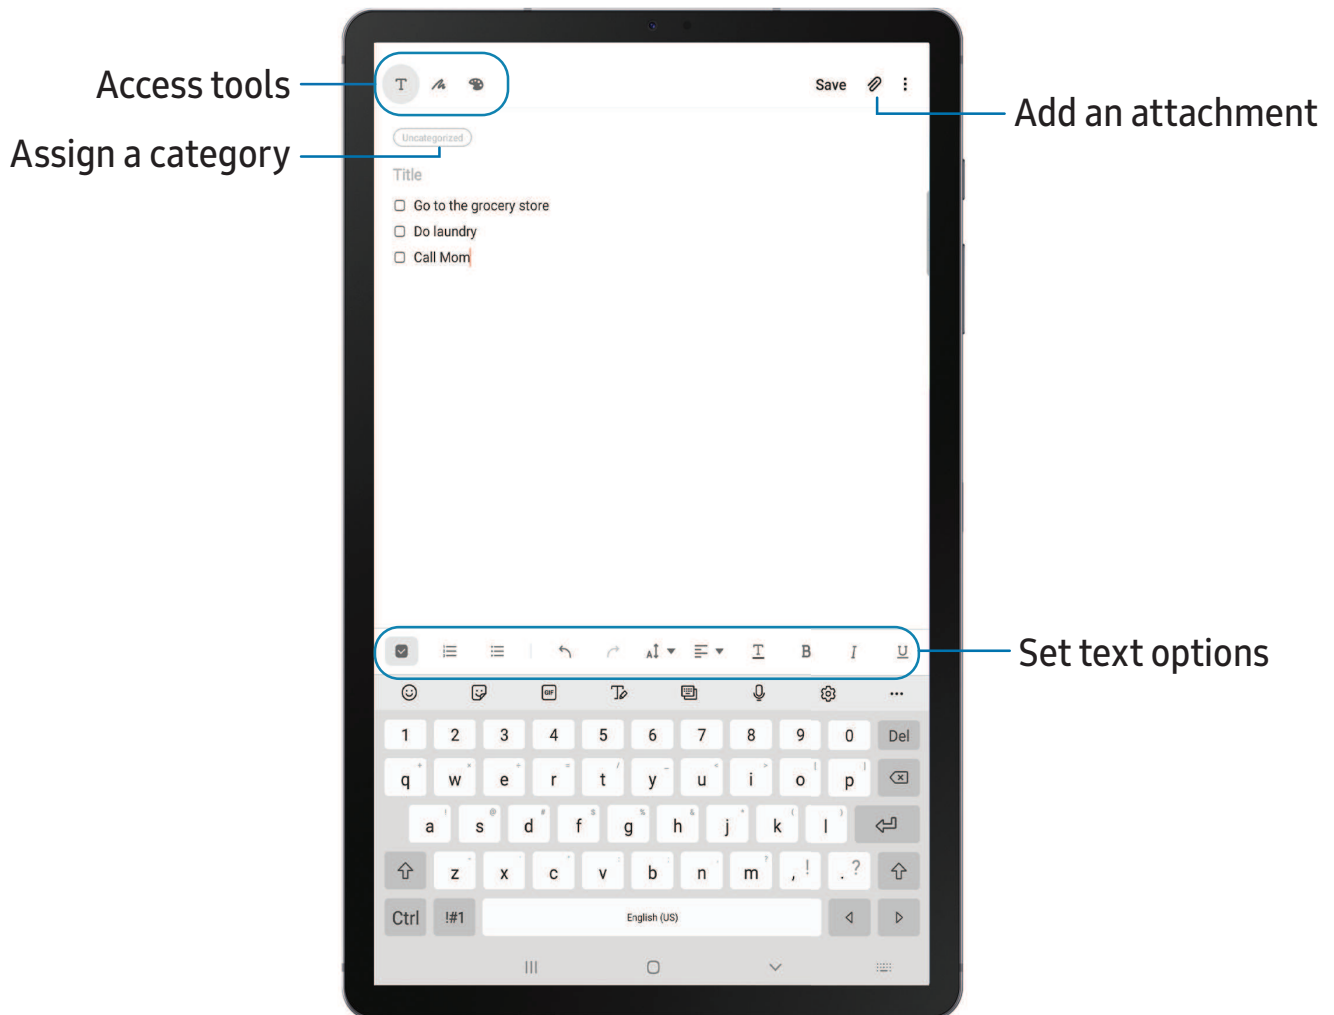 Access tools
Save
Add an attachment
Assign a category
Uncategorized
Title
Go to the grocery store
Do laundry
Call Mom
T B I U
Set text options
GIF
1 2 3 4 5 6 7 8 9 0 Del
q w e r t y u i o p
a s d f g h j k l
z x c v b n m , ! . ?
Ctrl !#1 English (US)